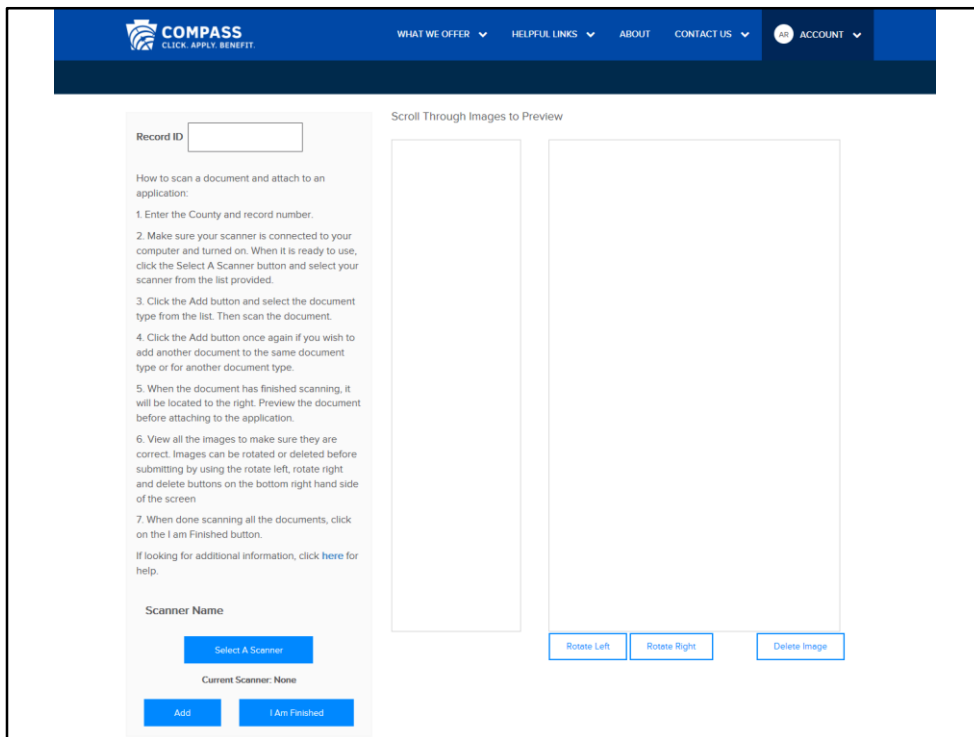 COMPASS
CLICK. APPLY. BENEFIT.
WHAT WE OFFER
HELPFUL LINKS
ABOUT
CONTACT US
AR
ACCOUNT
Record ID
How to scan a document and attach to an
application:
1. Enter the County and record number.
2. Make sure your scanner is connected to your
computer and turned on. When it is ready to use,
click the Select A Scanner button and select your
scanner from the list provided.
3. Click the Add button and select the document
type from the list. Then scan the document.
4. Click the Add button once again if you wish to
add another document to the same document
type or for another document type.
5. When the document has finished scanning, it
will be located to the right. Preview the document
before attaching to the application.
6. View all the images to make sure they are
correct. Images can be rotated or deleted before
submitting by using the rotate left, rotate right
and delete buttons on the bottom right hand side
of the screen
7. When done scanning all the documents, click
on the I am Finished button.
If looking for additional information, click here for
help.
Scanner Name
Select A Scanner
Current Scanner: None
Add
I Am Finished
Scroll Through Images to Preview
Rotate Left
Rotate Right
Delete Image